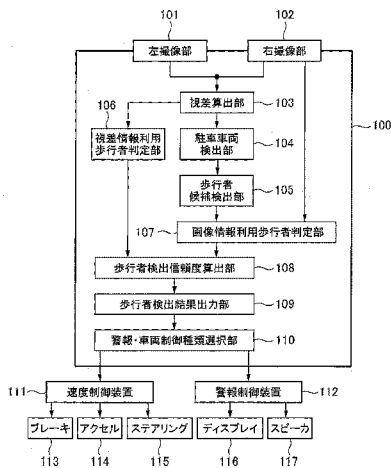 101
102
左撮像部
右撮像部
106
視差算出部
103
100
視差情報利用
歩行者判定部
駐車車両
検出部
104
歩行者
候補検出部
105
107
画像情報利用歩行者判定部
歩行者検出信頼度算出部
108
歩行者検出結果出力部
109
警報・車両制御種類選択部
110
111
速度制御装置
警報制御装置
112
ブレーキ
アクセル
ステアリング
ディスプレイ
スピーカ
113
114
115
116
117